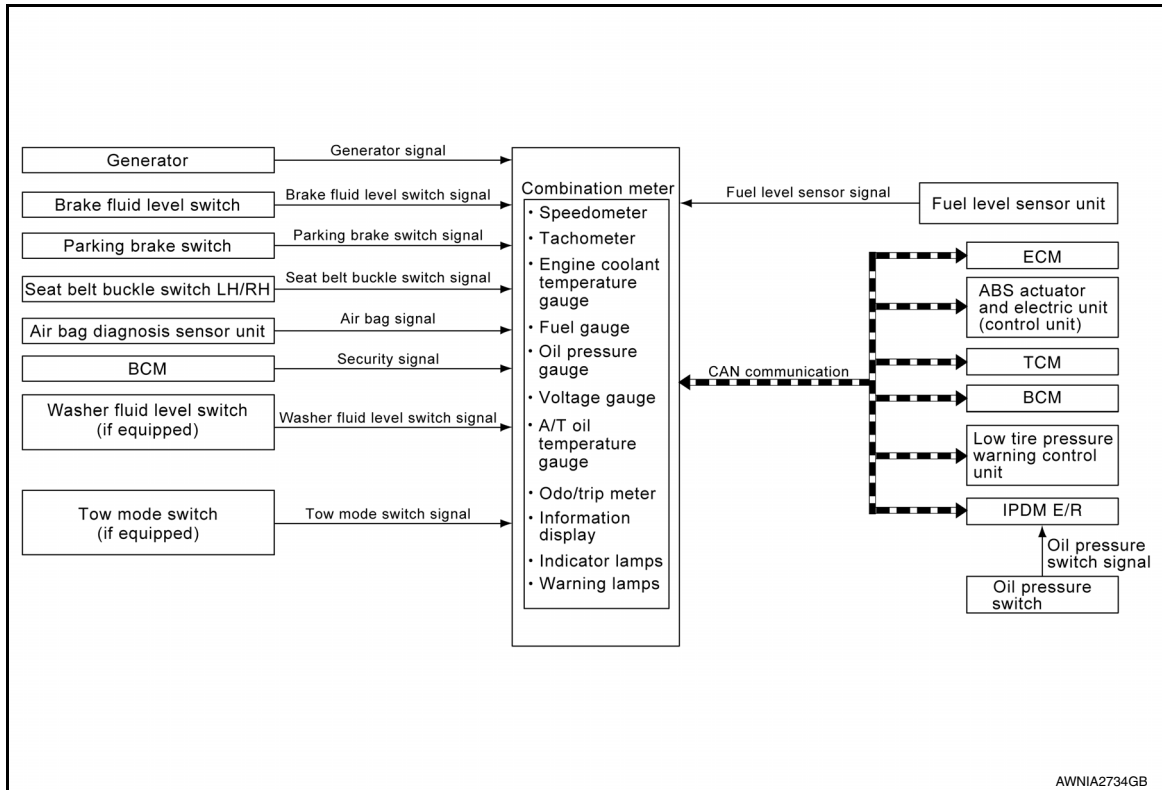 Generator
Generator signal
Brake fluid level switch
Brake fluid level switch signal
Parking brake switch
Parking brake switch signal
Seat belt buckle switch LH/RH
Seat belt buckle switch signal
Air bag diagnosis sensor unit
Air bag signal
BCM
Security signal
Washer fluid level switch
(if equipped)
Washer fluid level switch signal
Tow mode switch
(if equipped)
Tow mode switch signal
Combination meter
· Speedometer
· Tachometer
· Engine coolant
temperature
gauge
· Fuel gauge
· Oil pressure
gauge
· Voltage gauge
· A/T oil
temperature
gauge
· Odo/trip meter
· Information
display
· Indicator lamps
· Warning lamps
Fuel level sensor signal
Fuel level sensor unit
CAN communication
ECM
ABS actuator
and electric unit
(control unit)
TCM
BCM
Low tire pressure
warning control
unit
IPDM E/R
Oil pressure
switch signal
Oil pressure
switch
AWNIA2734GB